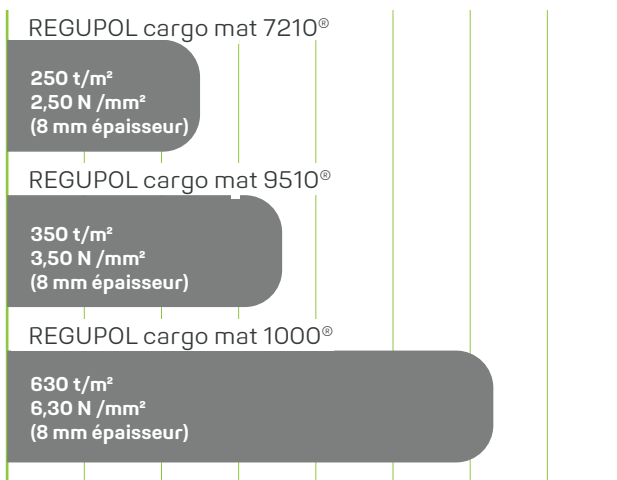 REGUPOL cargo mat 7210®
250 t/m²
2,50 N /mm²
(8 mm épaisseur)
REGUPOL cargo mat 9510®
350 t/m²
3,50 N /mm²
(8 mm épaisseur)
REGUPOL cargo mat 1000®
630 t/m²
6,30 N /mm²
(8 mm épaisseur)